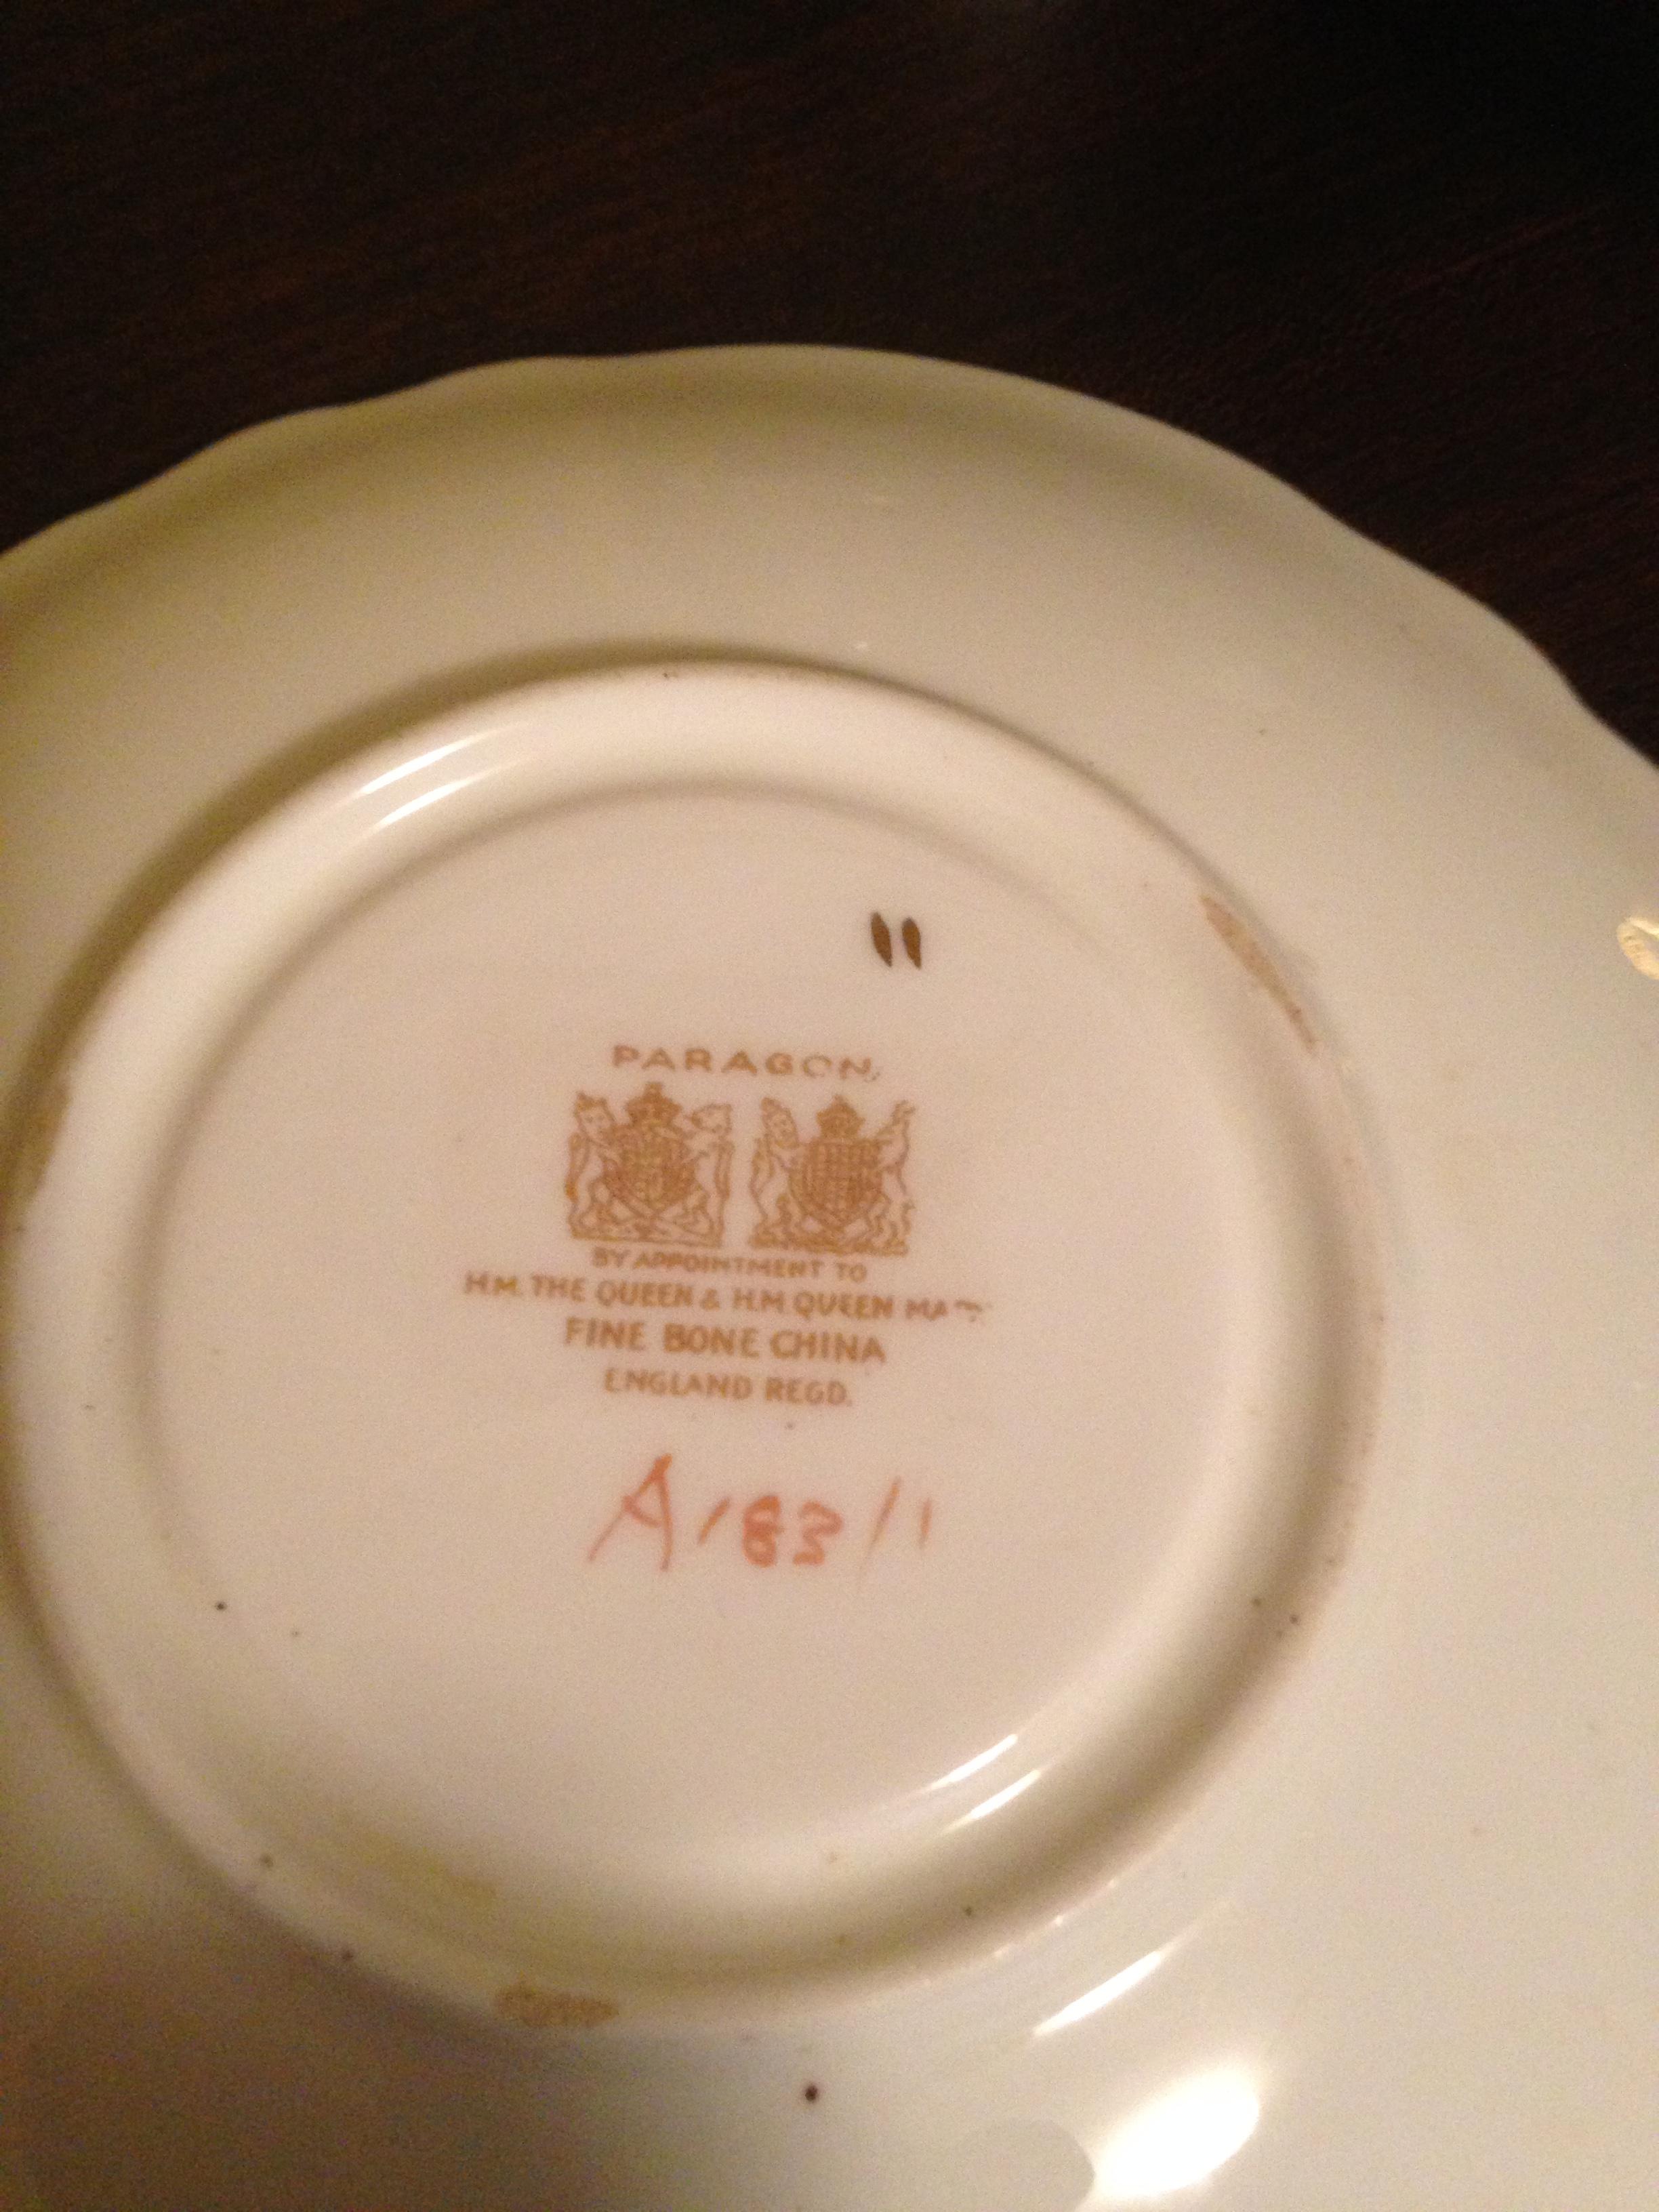 PARAGON
BY APPOINTMENT TO
H.M. THE QUEEN & H.M. QUEEN MARY
FINE BONE CHINA
ENGLAND REGD.
A183/1